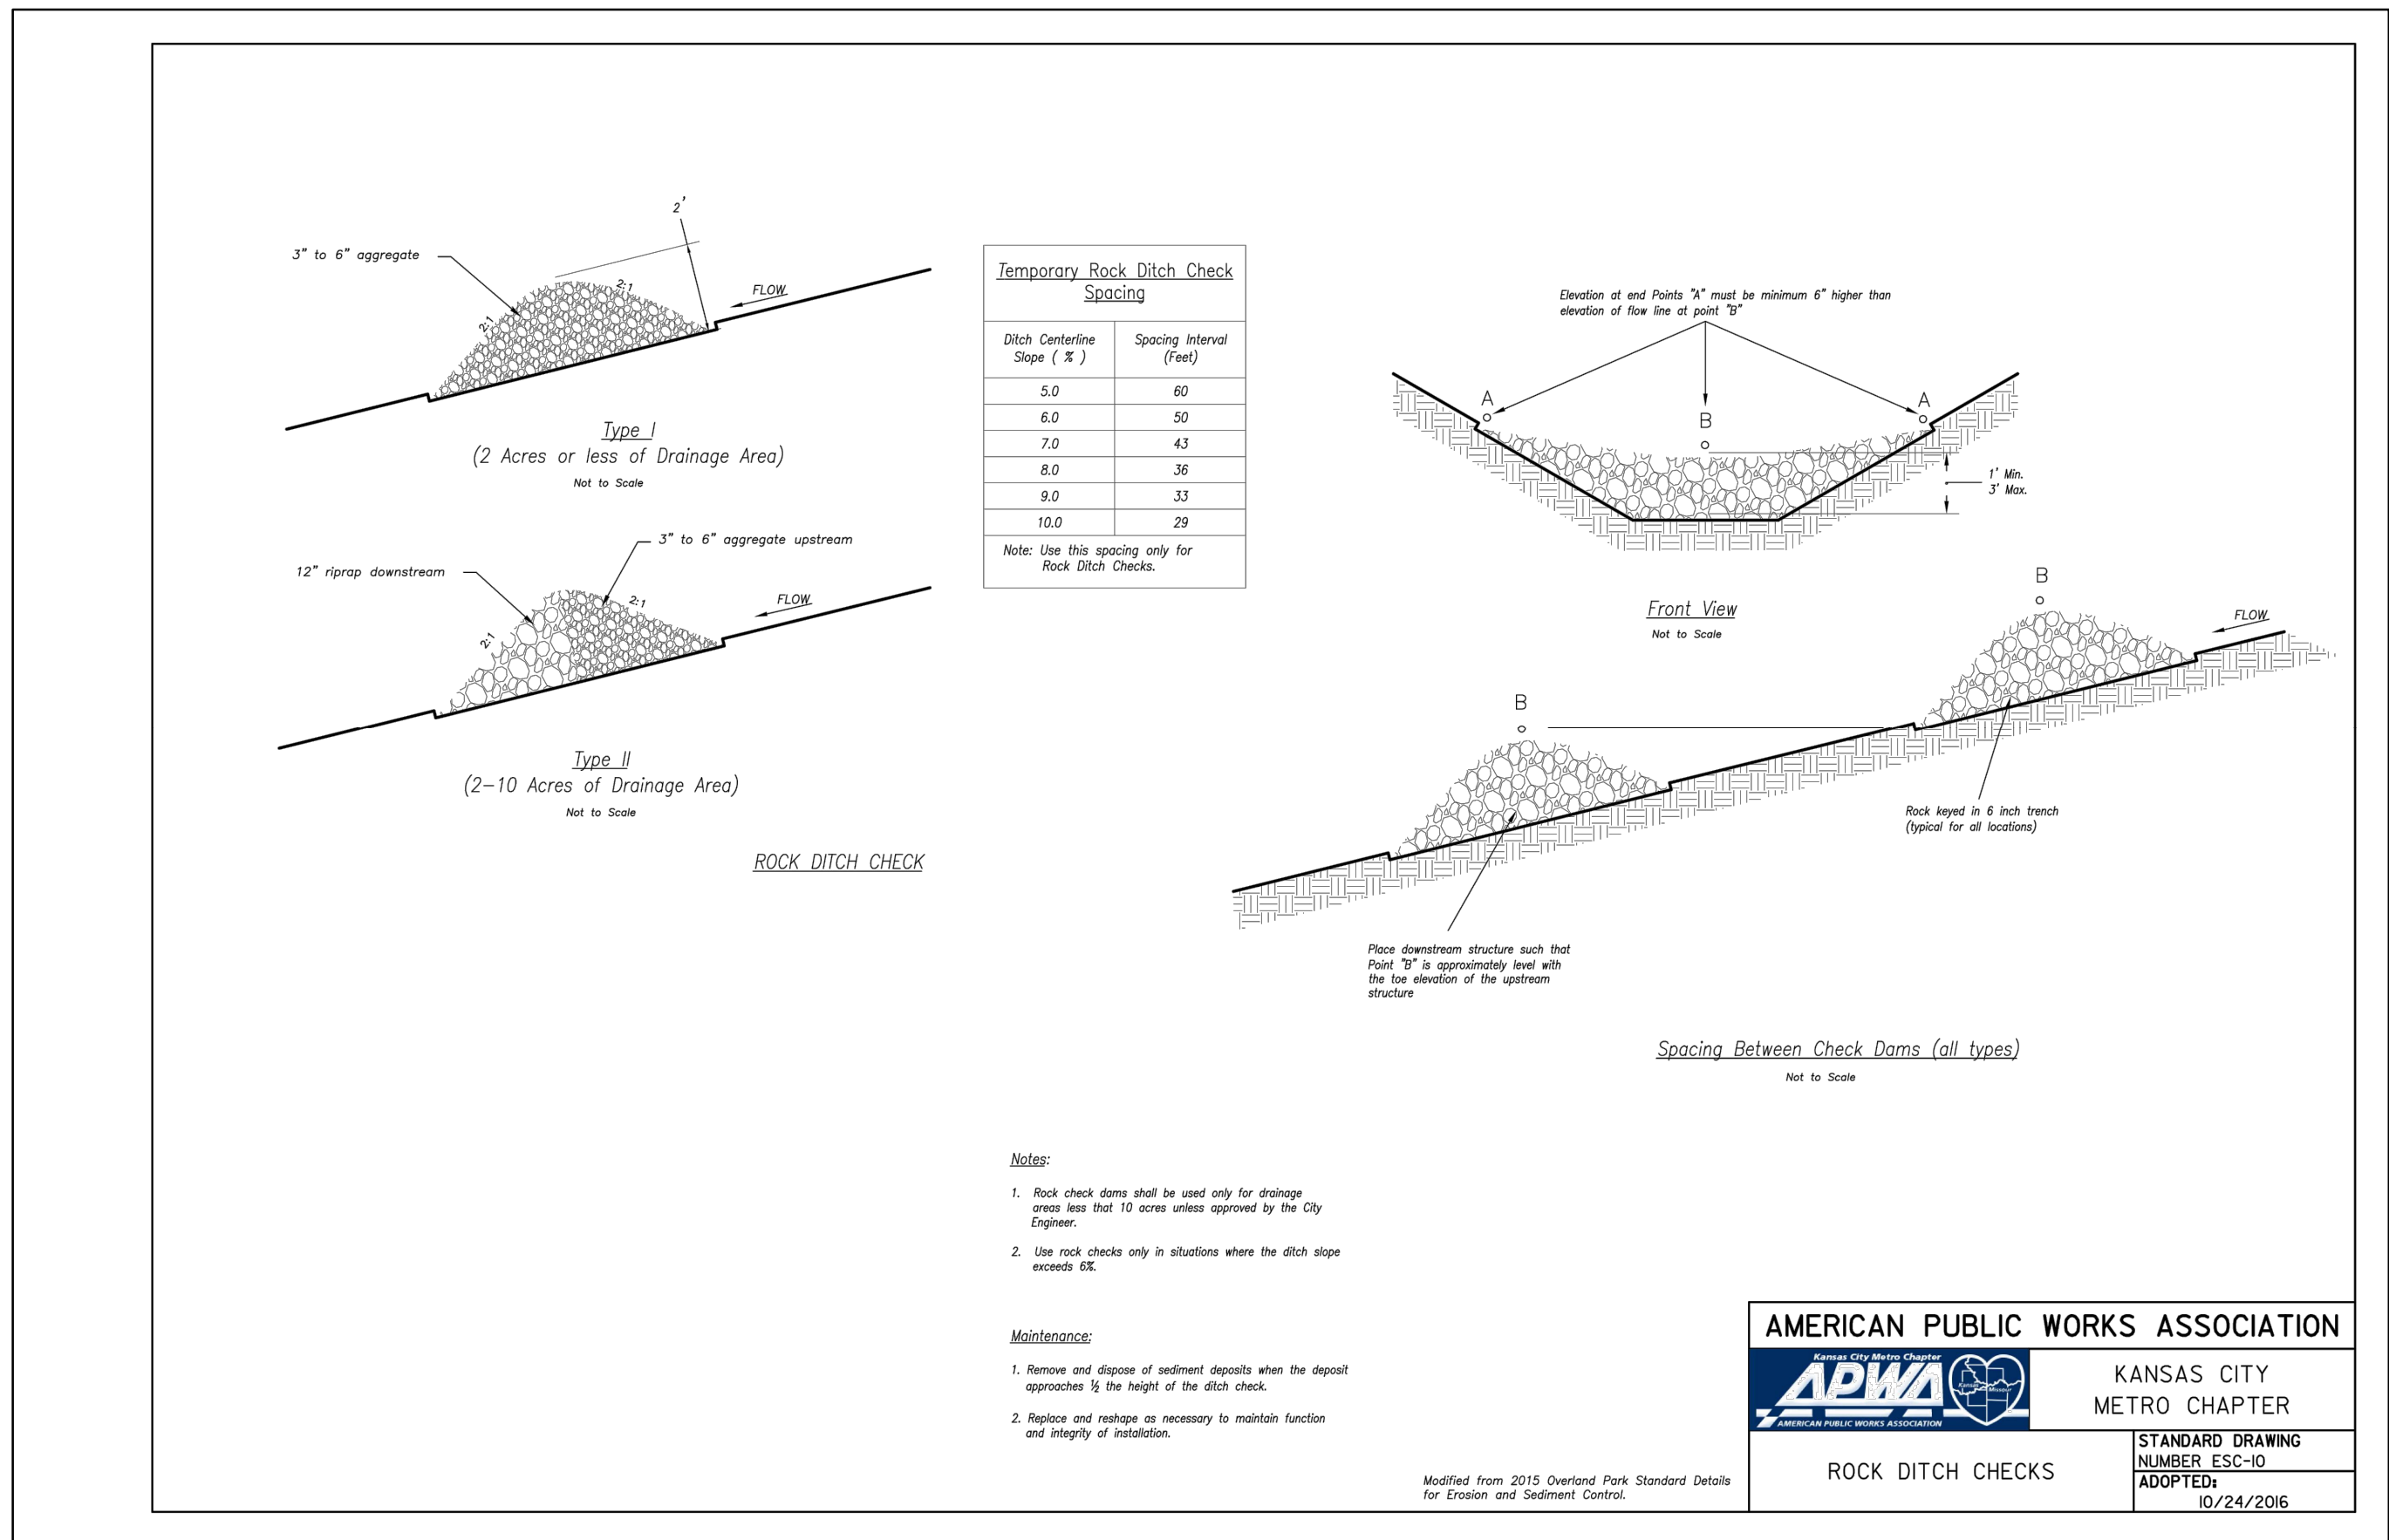 2'
3" to 6" aggregate
2:1
2:1
FLOW
Type I
(2 Acres or less of Drainage Area)
Not to Scale
3" to 6" aggregate upstream
12" riprap downstream
2:1
2:1
FLOW
Type II
(2-10 Acres of Drainage Area)
Not to Scale
ROCK DITCH CHECK
Temporary Rock Ditch Check
Spacing
Ditch Centerline
Slope ( % )
Spacing Interval
(Feet)
5.0 60
6.0 50
7.0 43
8.0 36
9.0 33
10.0 29
Note: Use this spacing only for
Rock Ditch Checks.
Elevation at end Points "A" must be minimum 6" higher than
elevation of flow line at point "B"
A
B
A
1' Min.
3' Max.
Front View
Not to Scale
B
FLOW
B
Rock keyed in 6 inch trench
(typical for all locations)
Place downstream structure such that
Point "B" is approximately level with
the toe elevation of the upstream
structure
Spacing Between Check Dams (all types)
Not to Scale
Notes:
1. Rock check dams shall be used only for drainage
areas less that 10 acres unless approved by the City
Engineer.
2. Use rock checks only in situations where the ditch slope
exceeds 6%.
Maintenance:
1. Remove and dispose of sediment deposits when the deposit
approaches ½ the height of the ditch check.
2. Replace and reshape as necessary to maintain function
and integrity of installation.
Modified from 2015 Overland Park Standard Details
for Erosion and Sediment Control.
AMERICAN PUBLIC WORKS ASSOCIATION
Kansas City Metro Chapter
APWA
Kansas Missouri
AMERICAN PUBLIC WORKS ASSOCIATION
KANSAS CITY
METRO CHAPTER
ROCK DITCH CHECKS
STANDARD DRAWING
NUMBER ESC-10
ADOPTED:
10/24/2016